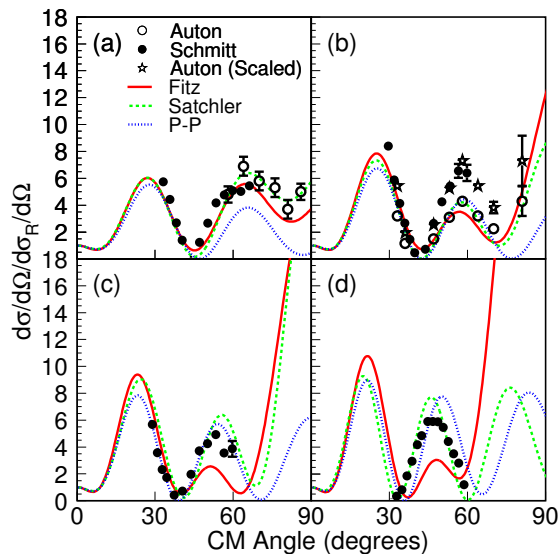 dσ/dΩ/dσ_R/dΩ
18
16
14
12
10
8
6
4
2
(a)
Auton
Schmitt
Auton (Scaled)
Fitz
Satchler
P-P
(b)
18
16
14
12
10
8
6
4
2
0
(c)
(d)
0 30 60 90 0 30 60 90
CM Angle (degrees)